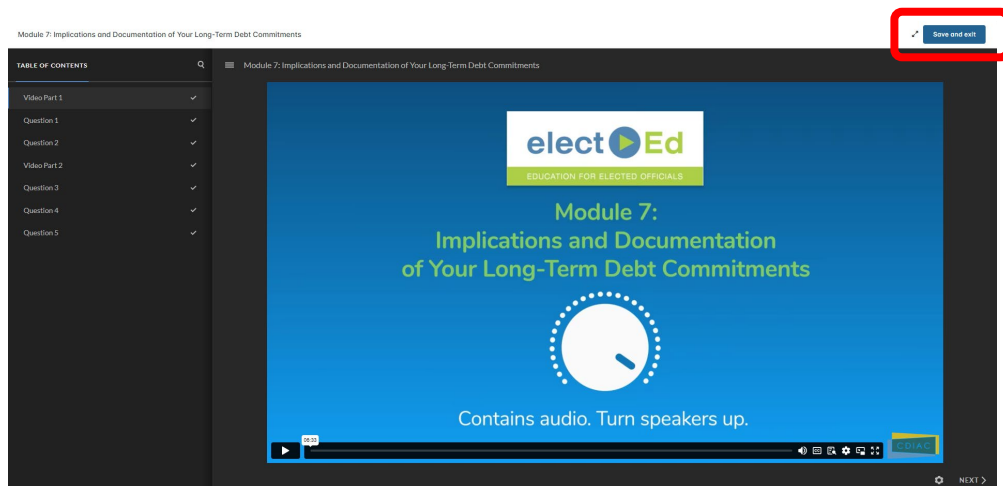 Module 7: Implications and Documentation of Your Long-Term Debt Commitments
Save and exit
TABLE OF CONTENTS
Module 7: Implications and Documentation of Your Long-Term Debt Commitments
Video Part 1
Question 1
Question 2
Video Part 2
Question 3
Question 4
Question 5
elect Ed
EDUCATION FOR ELECTED OFFICIALS
Module 7:
Implications and Documentation
of Your Long-Term Debt Commitments
Contains audio. Turn speakers up.
08:33
CC
CDIAC
NEXT